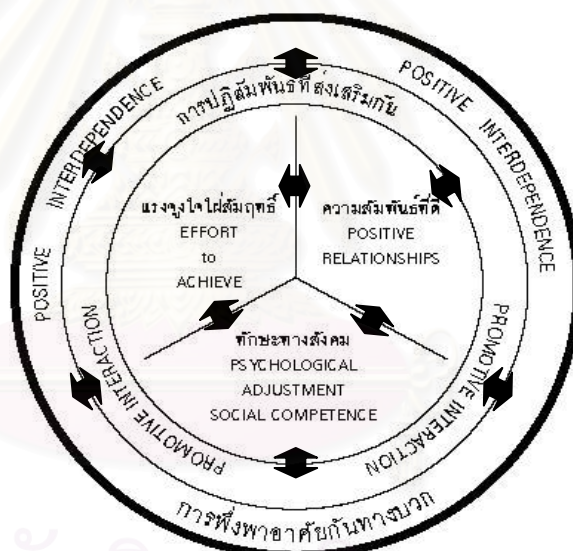 POSITIVE INTERDEPENDENCE
POSITIVE INTERDEPENDENCE
การปฎิสัมพันธ์ที่ส่งเสริมกัน
แรงจูงใจใฝ่สัมฤทธิ์
EFFORT
to
ACHIEVE
ความสัมพันธ์ที่ดี
POSITIVE
RELATIONSHIPS
ทักษะทางสังคม
PSYCHOLOGICAL
ADJUSTMENT
SOCIAL COMPETENCE
PROMOTIVE INTERACTION
PROMOTIVE INTERACTION
การพึ่งพาอาศัยกันทางบวก